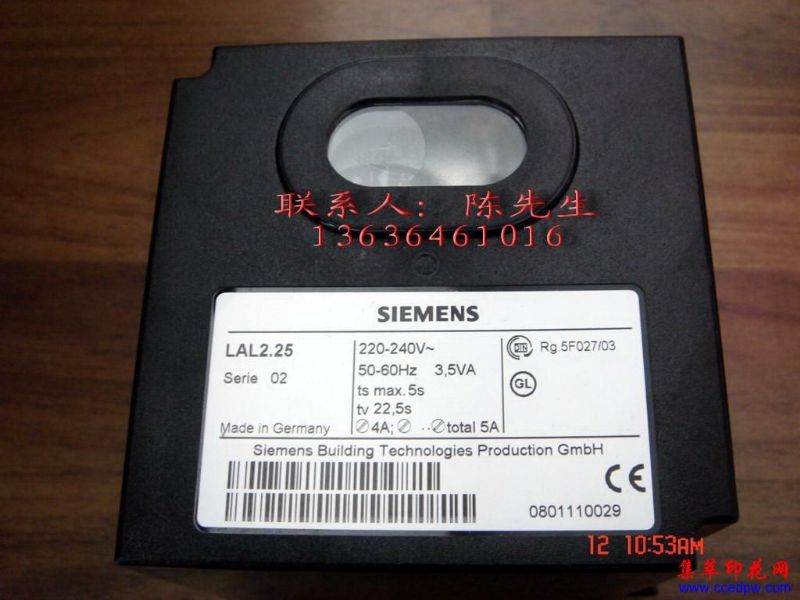 联系人：陈先生
13636461016
SIEMENS
LAL2.25
Serie 02
Made in Germany
220-240V~
50-60Hz 3,5VA
ts max. 5s
tv 22,5s
⊘4A; ⊘ ··⊘total 5A
DIN Rg.5F027/03
GL
Siemens Building Technologies Production GmbH
CE
0801110029
12 10:53AM
集萃印花网
www.ccedpw.com